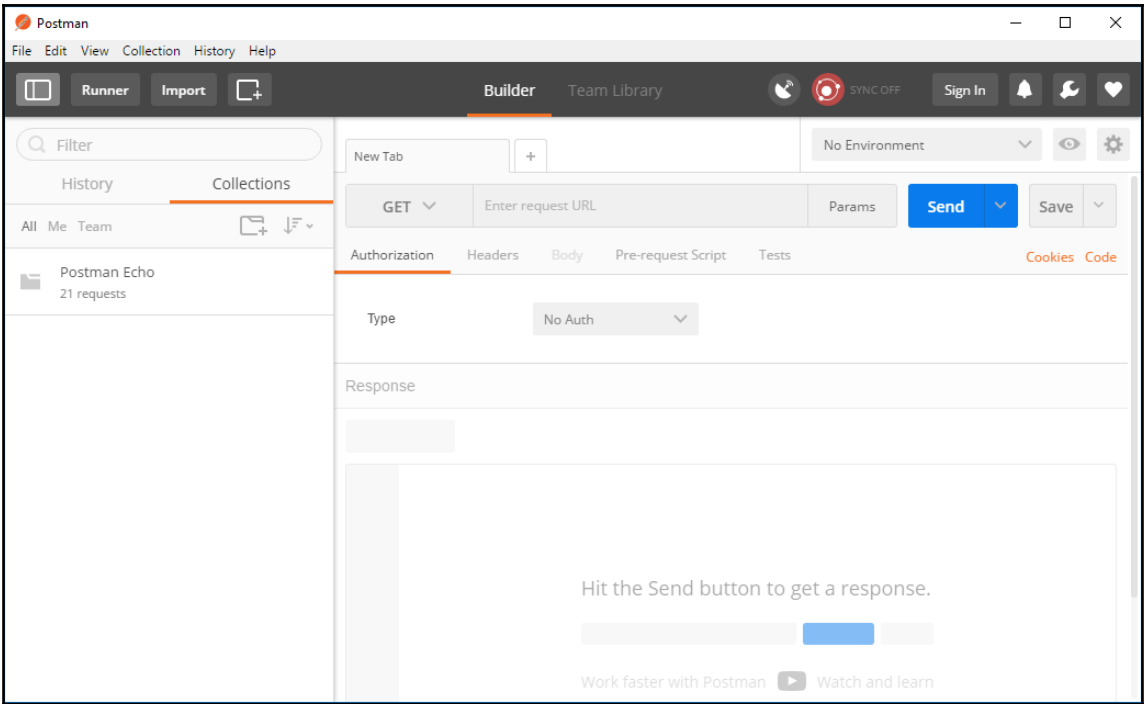 Postman
File Edit View Collection History Help
Runner Import Builder Team Library SYNC OFF Sign In
Filter
History Collections
All Me Team
Postman Echo
21 requests
New Tab + No Environment
GET Enter request URL Params Send Save
Authorization Headers Body Pre-request Script Tests Cookies Code
Type No Auth
Response
Hit the Send button to get a response.
Work faster with Postman Watch and learn